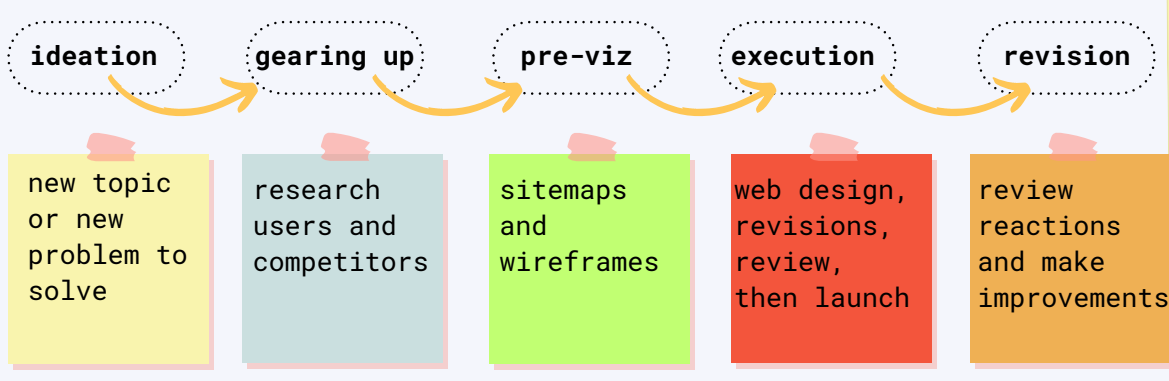 ideation
gearing up
pre-viz
execution
revision
new topic
or new
problem to
solve
research
users and
competitors
sitemaps
and
wireframes
web design,
revisions,
review,
then launch
review
reactions
and make
improvements